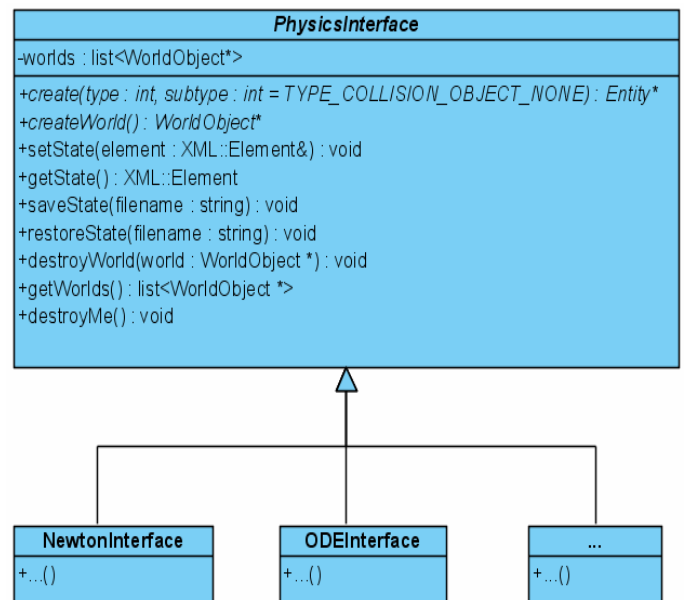 PhysicsInterface
-worlds : list<WorldObject*>
+create(type : int, subtype : int = TYPE_COLLISION_OBJECT_NONE) : Entity*
+createWorld() : WorldObject*
+setState(element : XML::Element&) : void
+getState() : XML::Element
+saveState(filename : string) : void
+restoreState(filename : string) : void
+destroyWorld(world : WorldObject *) : void
+getWorlds() : list<WorldObject *>
+destroyMe() : void
NewtonInterface
+...()
ODEInterface
+...()
...
+...()